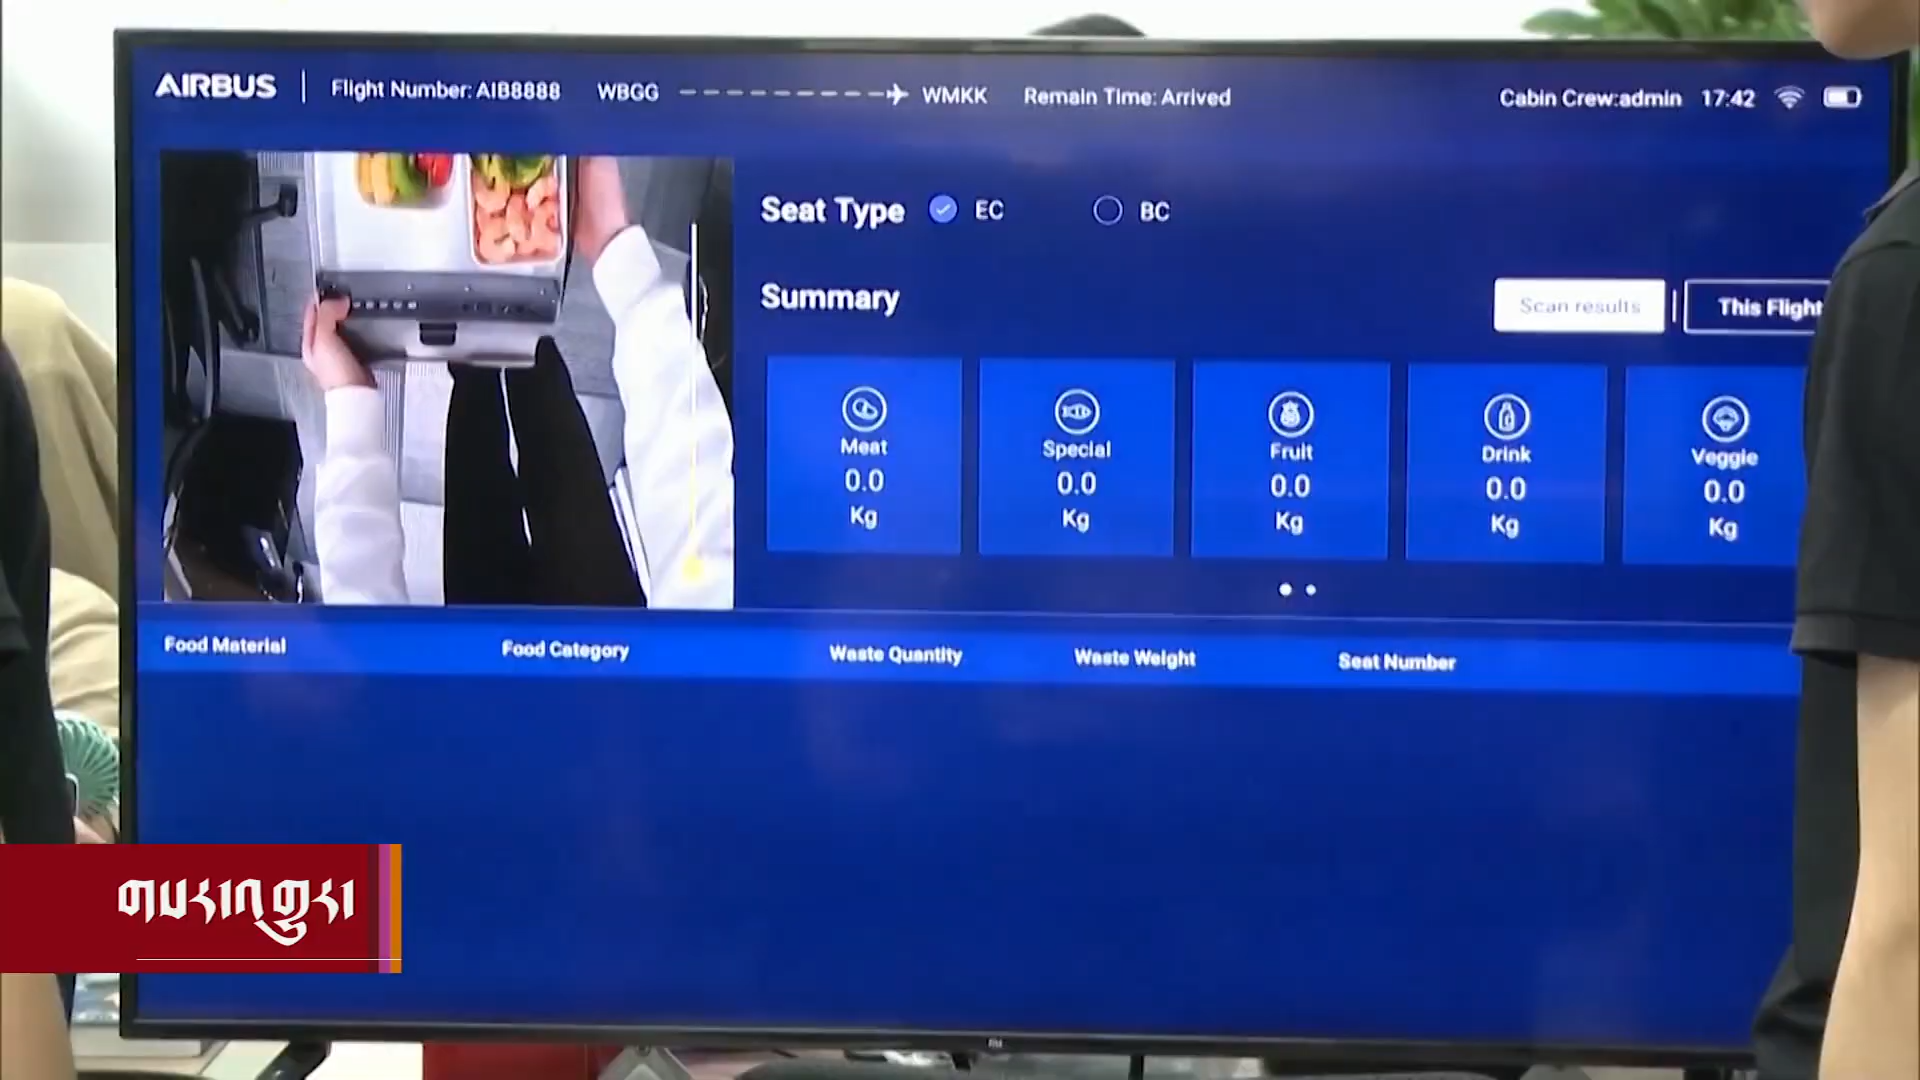 AIRBUS
Flight Number: AIB8888 WBGG WMKK Remain Time: Arrived
Cabin Crew:admin 17:42
Seat Type EC BC
Summary
Scan results This Flight
Meat Special Fruit Drink Veggie
0.0 0.0 0.0 0.0 0.0
Kg Kg Kg Kg Kg
Food Material Food Category Waste Quantity Waste Weight Seat Number
mi